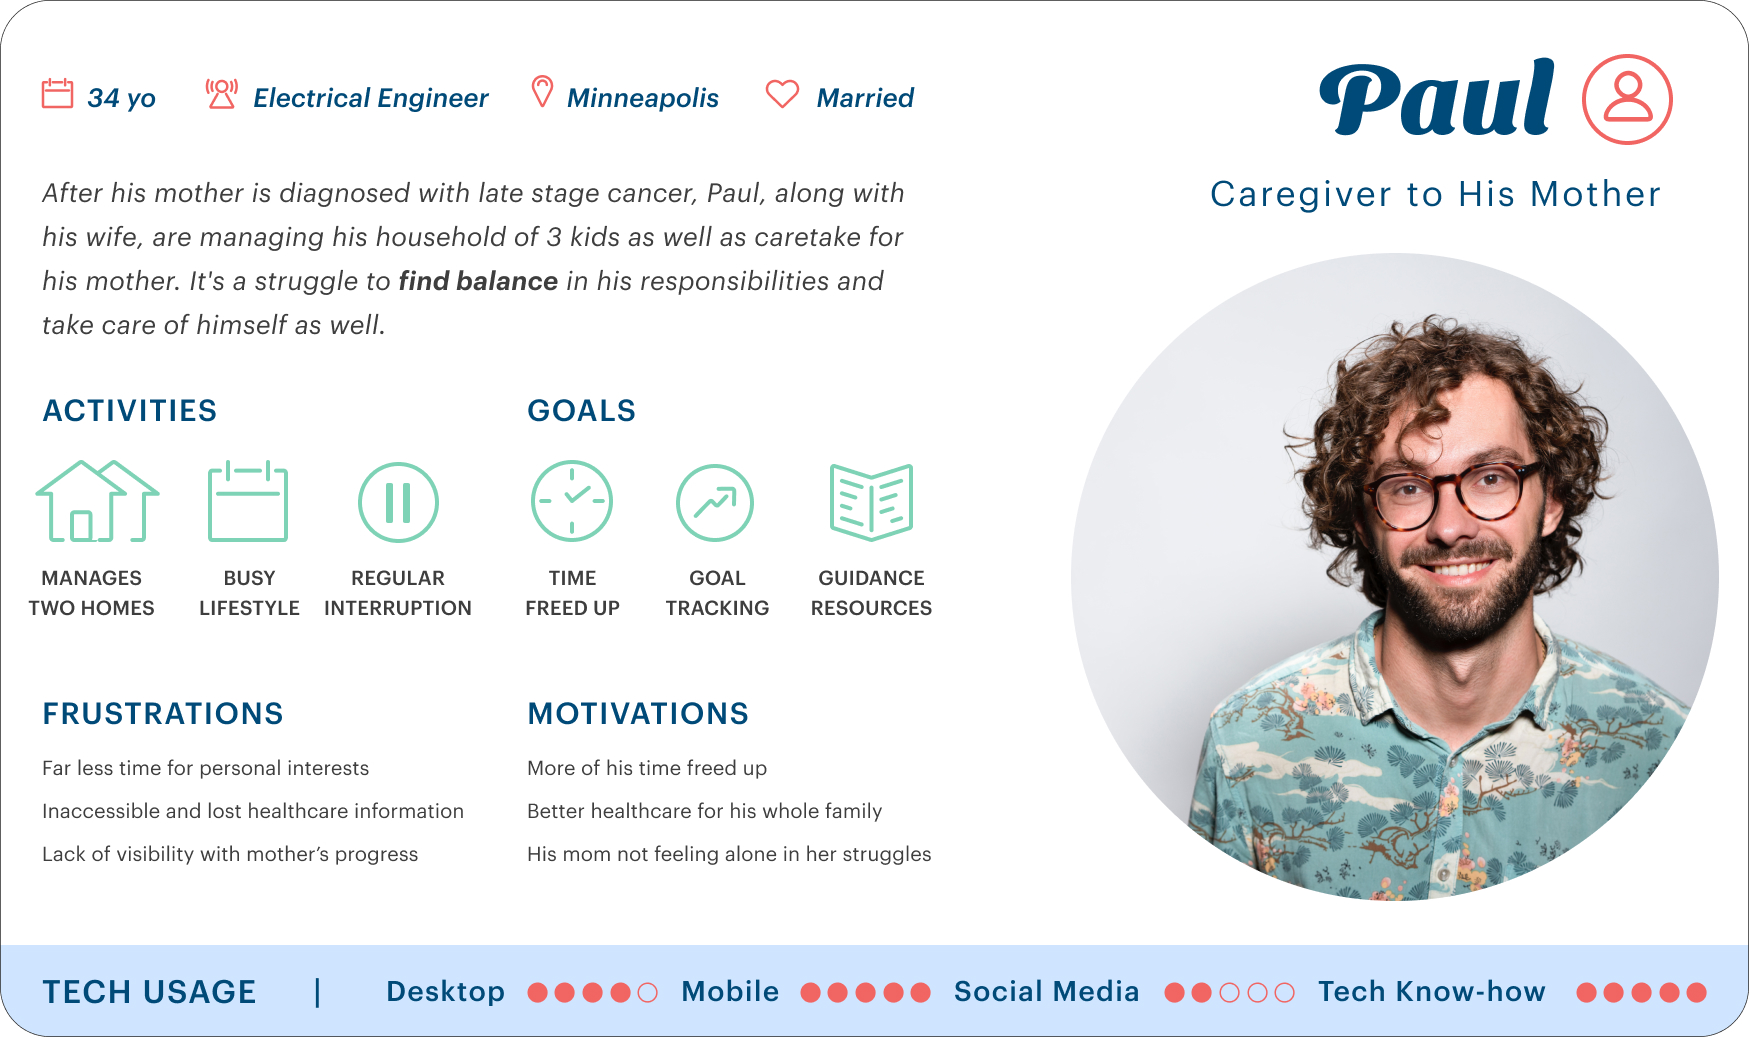 34 yo
Electrical Engineer
Minneapolis
Married
Paul
Caregiver to His Mother
After his mother is diagnosed with late stage cancer, Paul, along with
his wife, are managing his household of 3 kids as well as caretake for
his mother. It's a struggle to find balance in his responsibilities and
take care of himself as well.
ACTIVITIES
MANAGES
TWO HOMES
BUSY
LIFESTYLE
REGULAR
INTERRUPTION
GOALS
TIME
FREED UP
GOAL
TRACKING
GUIDANCE
RESOURCES
FRUSTRATIONS
Far less time for personal interests
Inaccessible and lost healthcare information
Lack of visibility with mother’s progress
MOTIVATIONS
More of his time freed up
Better healthcare for his whole family
His mom not feeling alone in her struggles
TECH USAGE | Desktop Mobile Social Media Tech Know-how